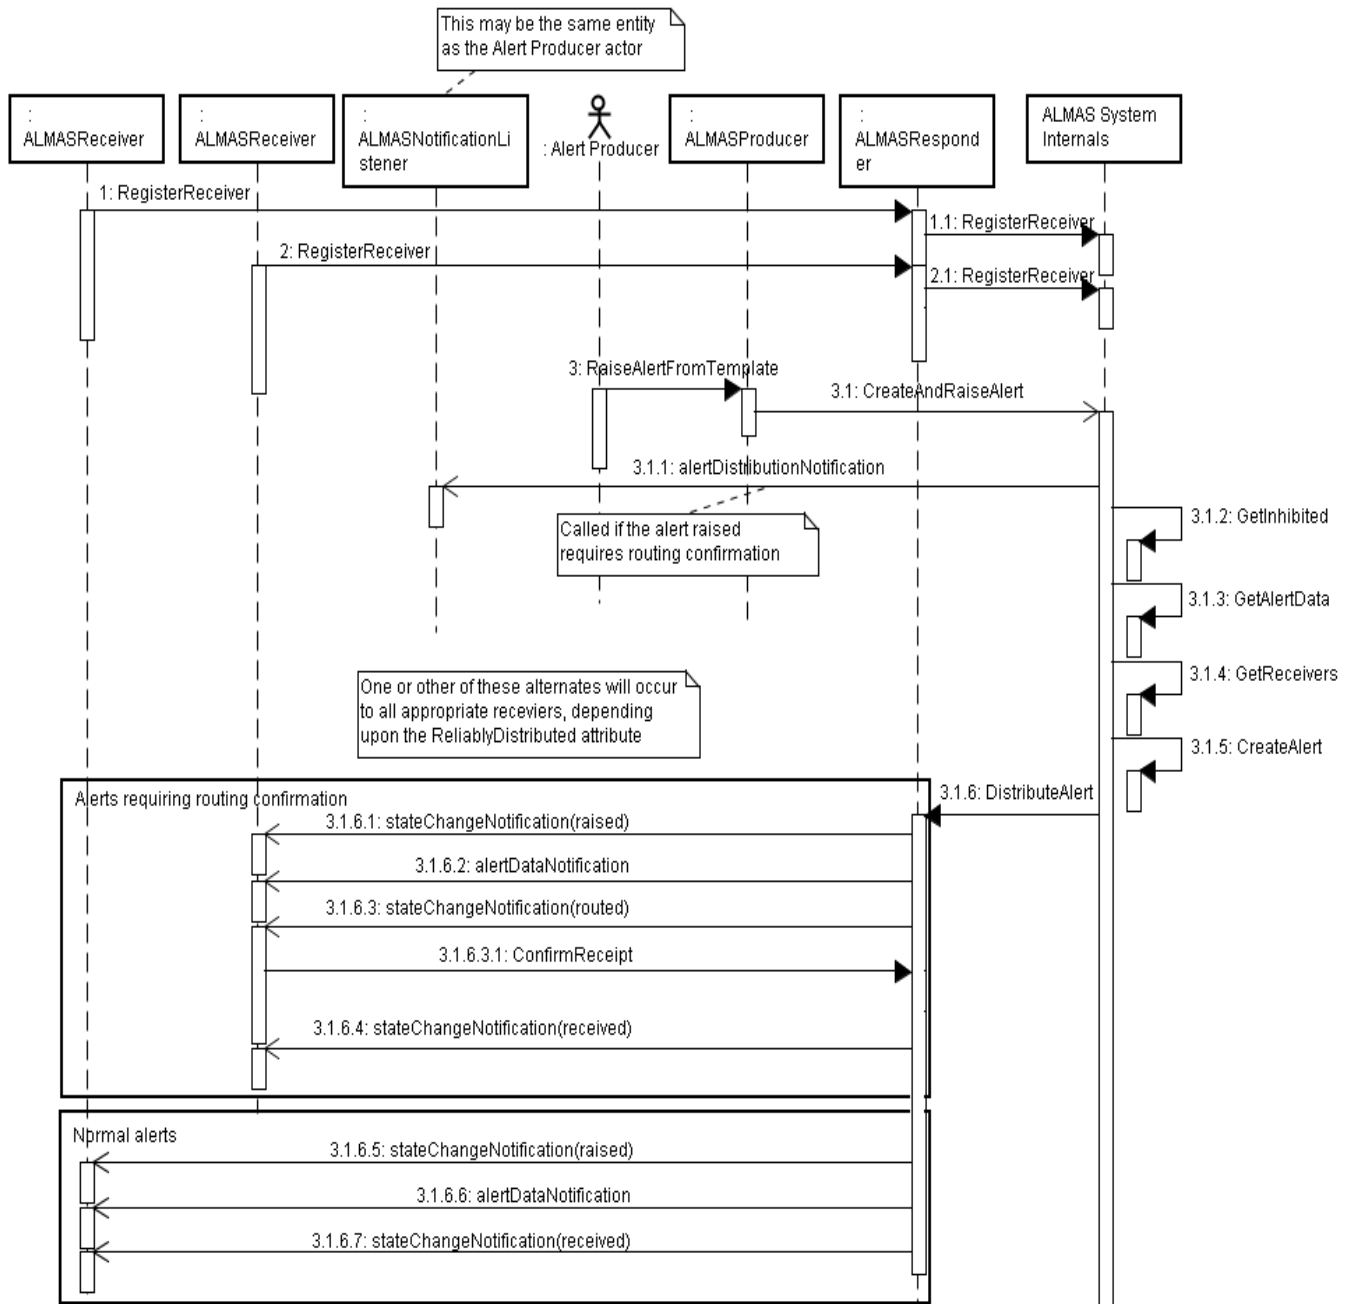 This may be the same entity
as the Alert Producer actor
:
ALMASReceiver
:
ALMASReceiver
:
ALMASNotificationLi
stener
: Alert Producer
:
ALMASProducer
:
ALMASRespond
er
ALMAS System
Internals
1: RegisterReceiver
1.1: RegisterReceiver
2: RegisterReceiver
2.1: RegisterReceiver
3: RaiseAlertFromTemplate
3.1: CreateAndRaiseAlert
3.1.1: alertDistributionNotification
Called if the alert raised
requires routing confirmation
3.1.2: GetInhibited
3.1.3: GetAlertData
3.1.4: GetReceivers
3.1.5: CreateAlert
One or other of these alternates will occur
to all appropriate receviers, depending
upon the ReliablyDistributed attribute
3.1.6: DistributeAlert
Alerts requiring routing confirmation
3.1.6.1: stateChangeNotification(raised)
3.1.6.2: alertDataNotification
3.1.6.3: stateChangeNotification(routed)
3.1.6.3.1: ConfirmReceipt
3.1.6.4: stateChangeNotification(received)
Normal alerts
3.1.6.5: stateChangeNotification(raised)
3.1.6.6: alertDataNotification
3.1.6.7: stateChangeNotification(received)